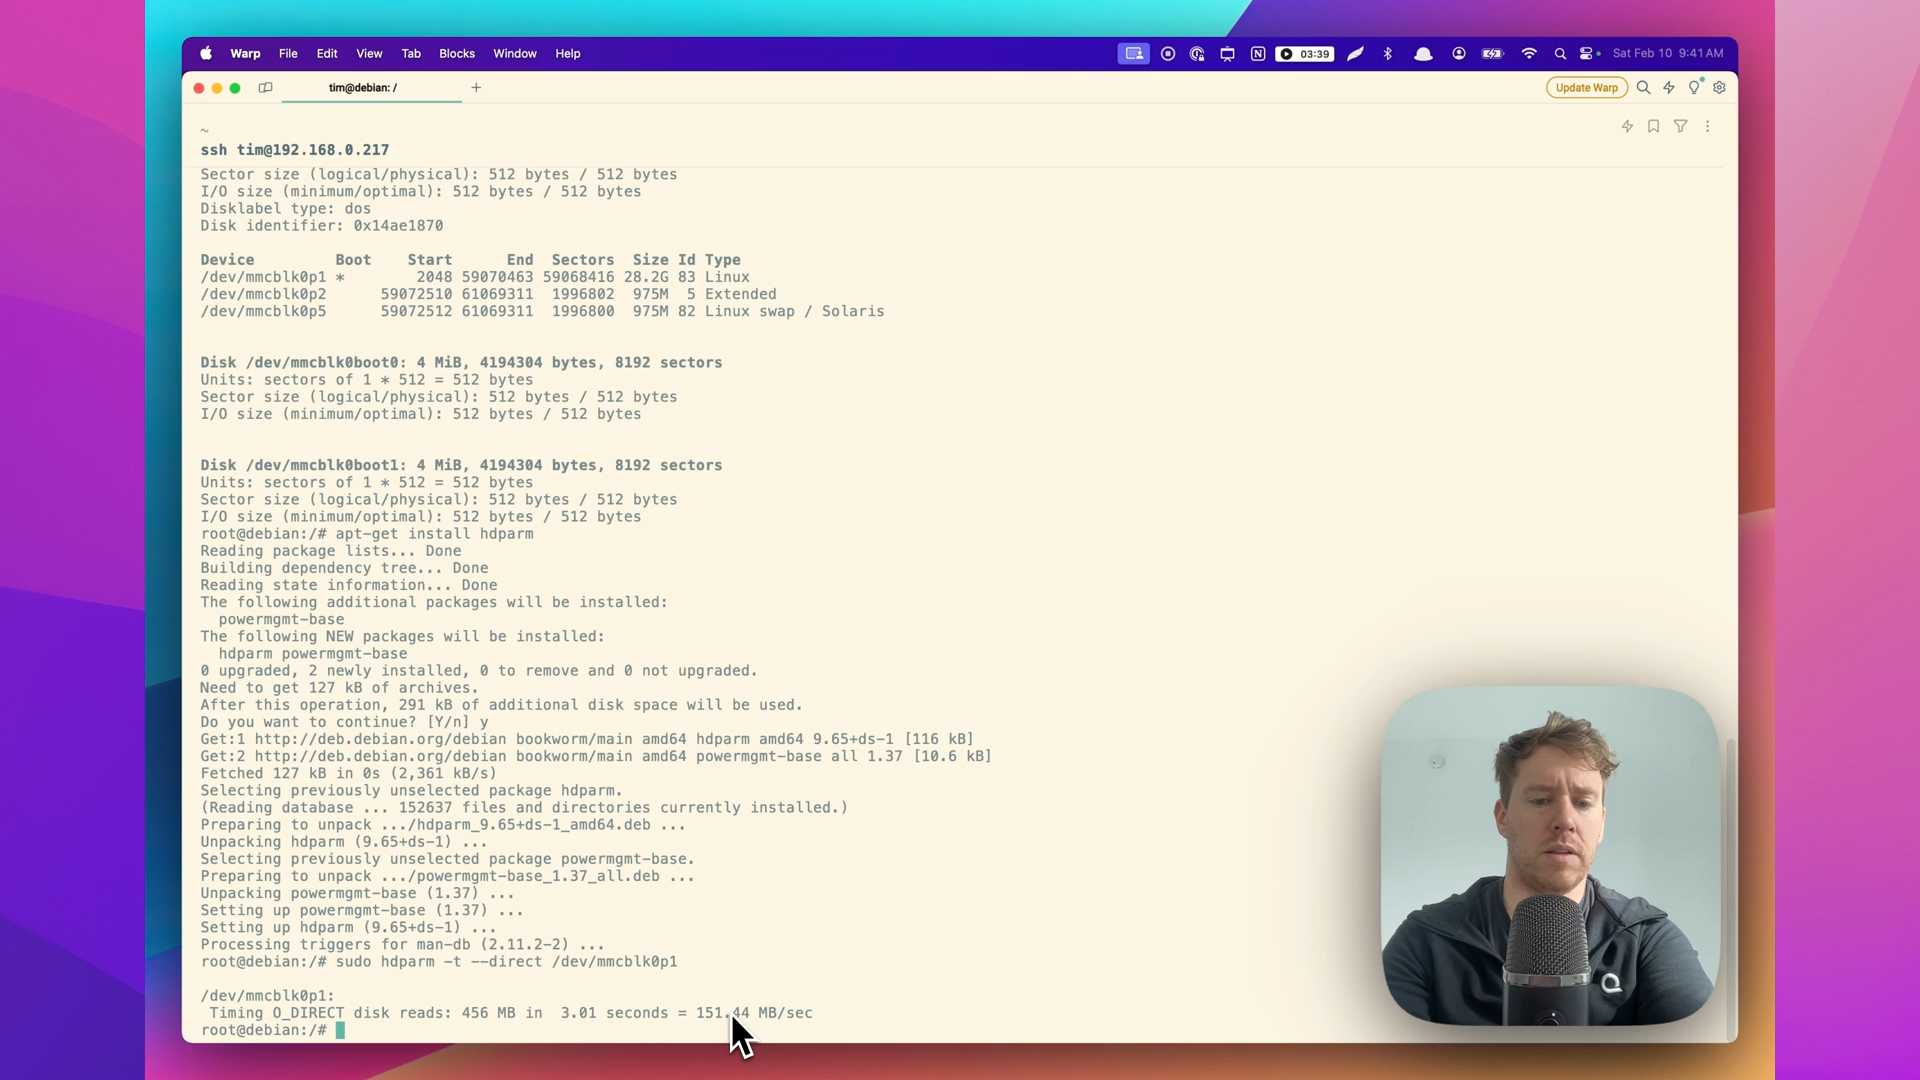 Warp File Edit View Tab Blocks Window Help 03:39 Sat Feb 10 9:41 AM
tim@debian: / + Update Warp
~
ssh tim@192.168.0.217
Sector size (logical/physical): 512 bytes / 512 bytes
I/O size (minimum/optimal): 512 bytes / 512 bytes
Disklabel type: dos
Disk identifier: 0x14ae1870
Device Boot Start End Sectors Size Id Type
/dev/mmcblk0p1 * 2048 59070463 59068416 28.2G 83 Linux
/dev/mmcblk0p2 59072510 61069311 1996802 975M 5 Extended
/dev/mmcblk0p5 59072512 61069311 1996800 975M 82 Linux swap / Solaris
Disk /dev/mmcblk0boot0: 4 MiB, 4194304 bytes, 8192 sectors
Units: sectors of 1 * 512 = 512 bytes
Sector size (logical/physical): 512 bytes / 512 bytes
I/O size (minimum/optimal): 512 bytes / 512 bytes
Disk /dev/mmcblk0boot1: 4 MiB, 4194304 bytes, 8192 sectors
Units: sectors of 1 * 512 = 512 bytes
Sector size (logical/physical): 512 bytes / 512 bytes
I/O size (minimum/optimal): 512 bytes / 512 bytes
root@debian:/# apt-get install hdparm
Reading package lists... Done
Building dependency tree... Done
Reading state information... Done
The following additional packages will be installed:
powermgmt-base
The following NEW packages will be installed:
hdparm powermgmt-base
0 upgraded, 2 newly installed, 0 to remove and 0 not upgraded.
Need to get 127 kB of archives.
After this operation, 291 kB of additional disk space will be used.
Do you want to continue? [Y/n] y
Get:1 http://deb.debian.org/debian bookworm/main amd64 hdparm amd64 9.65+ds-1 [116 kB]
Get:2 http://deb.debian.org/debian bookworm/main amd64 powermgmt-base all 1.37 [10.6 kB]
Fetched 127 kB in 0s (2,361 kB/s)
Selecting previously unselected package hdparm.
(Reading database ... 152637 files and directories currently installed.)
Preparing to unpack .../hdparm_9.65+ds-1_amd64.deb ...
Unpacking hdparm (9.65+ds-1) ...
Selecting previously unselected package powermgmt-base.
Preparing to unpack .../powermgmt-base_1.37_all.deb ...
Unpacking powermgmt-base (1.37) ...
Setting up powermgmt-base (1.37) ...
Setting up hdparm (9.65+ds-1) ...
Processing triggers for man-db (2.11.2-2) ...
root@debian:/# sudo hdparm -t --direct /dev/mmcblk0p1
/dev/mmcblk0p1:
Timing O_DIRECT disk reads: 456 MB in 3.01 seconds = 151.44 MB/sec
root@debian:/#